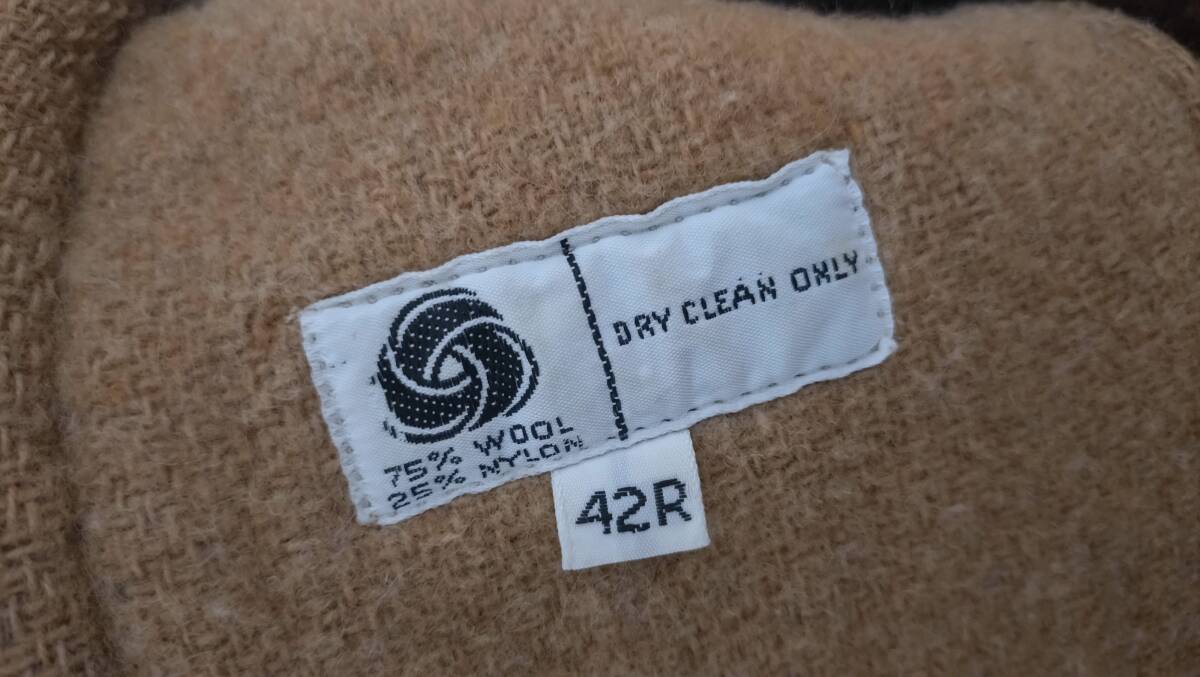 DRY CLEAN ONLY
75% WOOL
25% NYLON
42R